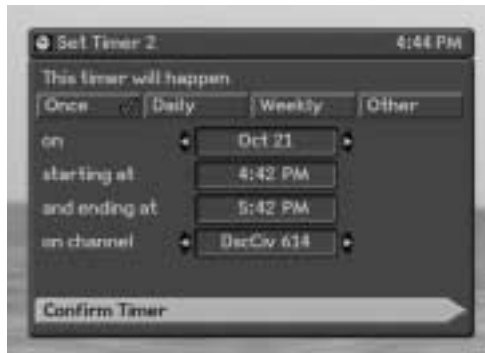 Set Timer 2 4:44 PM
This timer will happen
Once Daily Weekly Other
on Oct 21
starting at 4:42 PM
and ending at 5:42 PM
on channel DscCiv 614
Confirm Timer